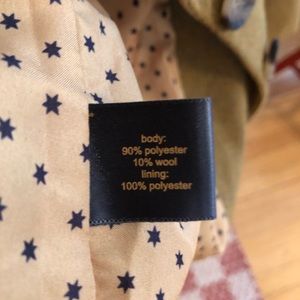 body:
90% polyester
10% wool
lining:
100% polyester